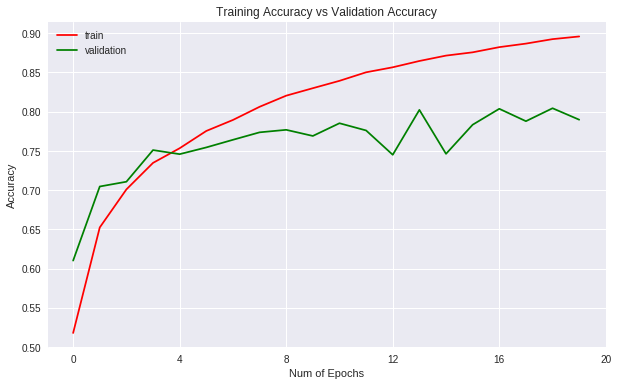 Training Accuracy vs Validation Accuracy
train
validation
0.90
0.85
0.80
0.75
0.70
0.65
0.60
0.55
0.50
Accuracy
0 4 8 12 16 20
Num of Epochs